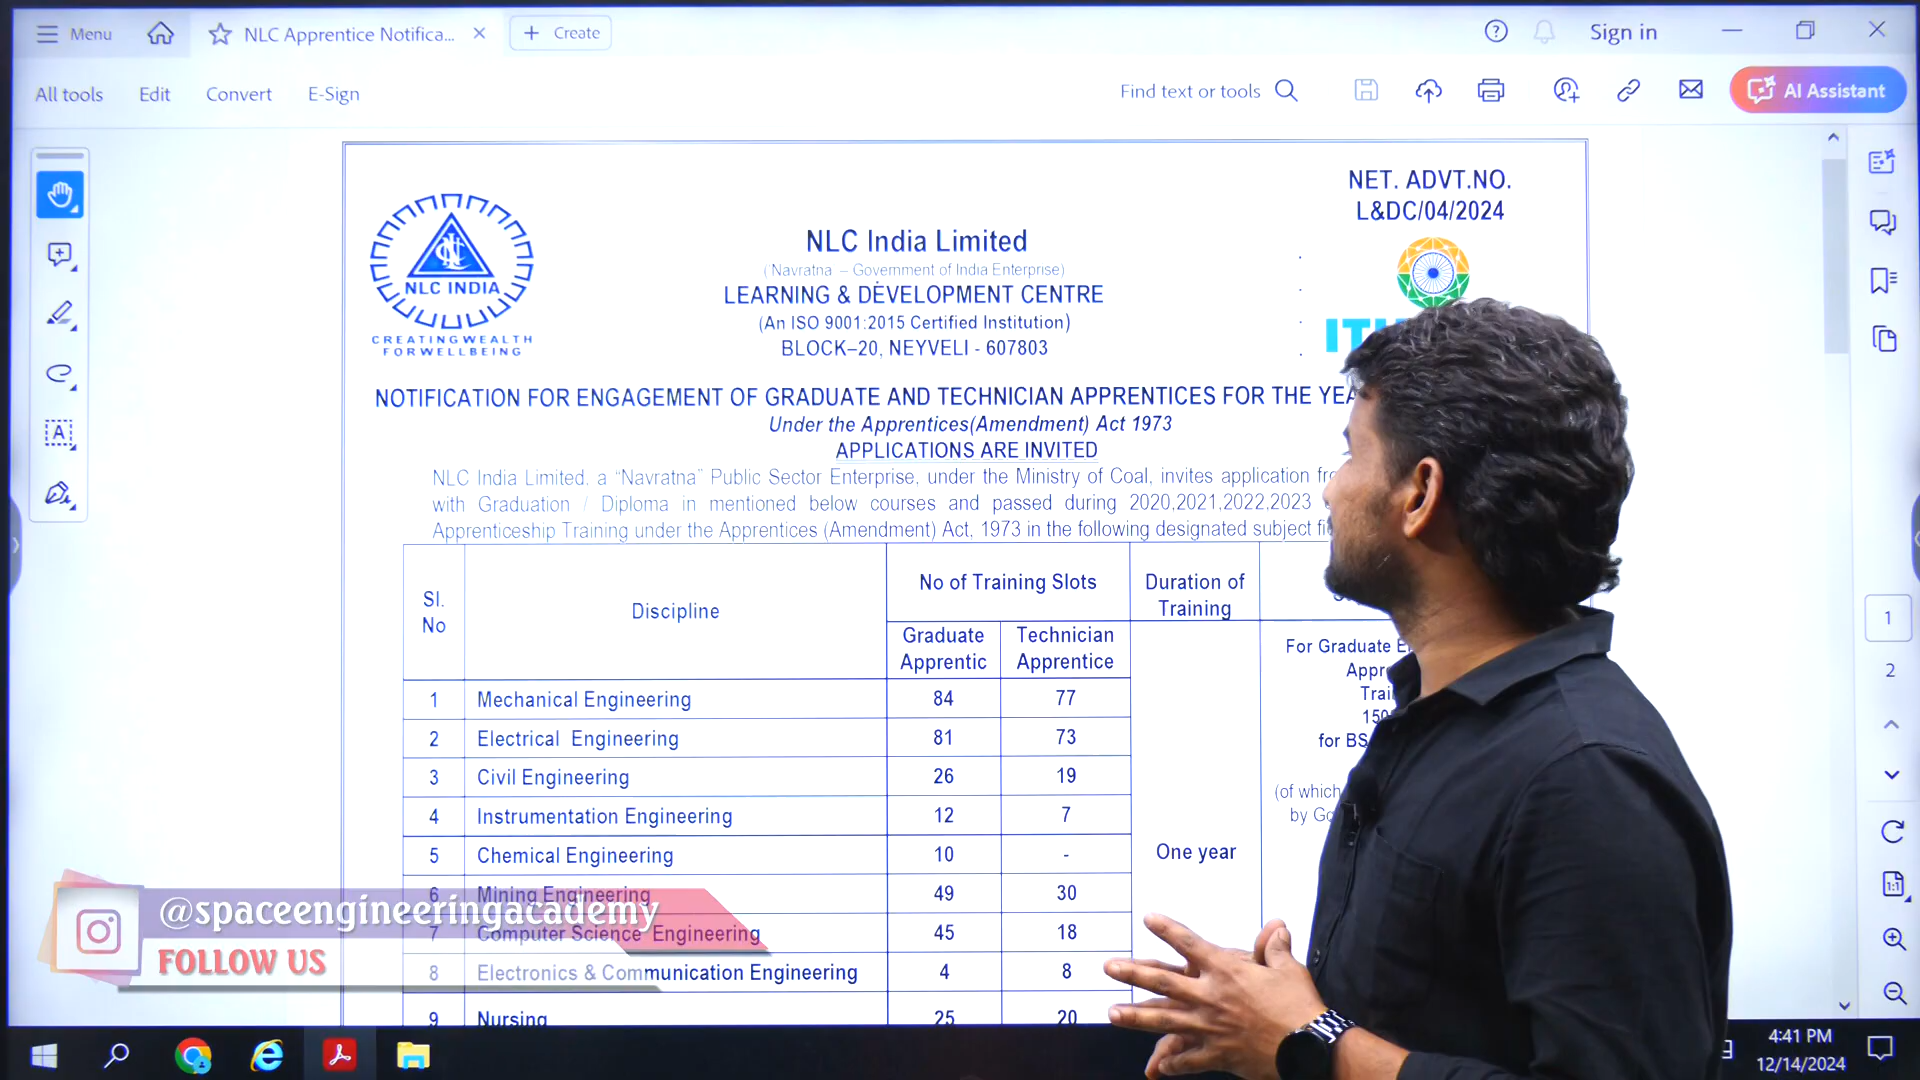 Menu
NLC Apprentice Notifica...
Create
Sign in
All tools
Edit
Convert
E-Sign
Find text or tools
AI Assistant
NET. ADVT.NO.
L&DC/04/2024
NLC INDIA
CREATING WEALTH
FOR WELLBEING
NLC India Limited
(Navratna – Government of India Enterprise)
LEARNING & DEVELOPMENT CENTRE
(An ISO 9001:2015 Certified Institution)
BLOCK–20, NEYVELI - 607803
NOTIFICATION FOR ENGAGEMENT OF GRADUATE AND TECHNICIAN APPRENTICES FOR THE
Under the Apprentices(Amendment) Act 1973
APPLICATIONS ARE INVITED
NLC India Limited, a “Navratna” Public Sector Enterprise, under the Ministry of Coal, invites application
with Graduation / Diploma in mentioned below courses and passed during 2020,2021,2022,2023
Apprenticeship Training under the Apprentices (Amendment) Act, 1973 in the following designated subject
Sl. No
Discipline
No of Training Slots
Duration of Training
Graduate Apprentic
Technician Apprentice
For Graduate
for
(of which
by
1 Mechanical Engineering 84 77
2 Electrical Engineering 81 73
3 Civil Engineering 26 19
4 Instrumentation Engineering 12 7
5 Chemical Engineering 10 -
One year
6 Mining Engineering 49 30
7 Computer Science Engineering 45 18
8 Electronics & Communication Engineering 4 8
9 Nursing 25 20
@spaceengineeringacademy
FOLLOW US
1
2
1:1
4:41 PM
12/14/2024